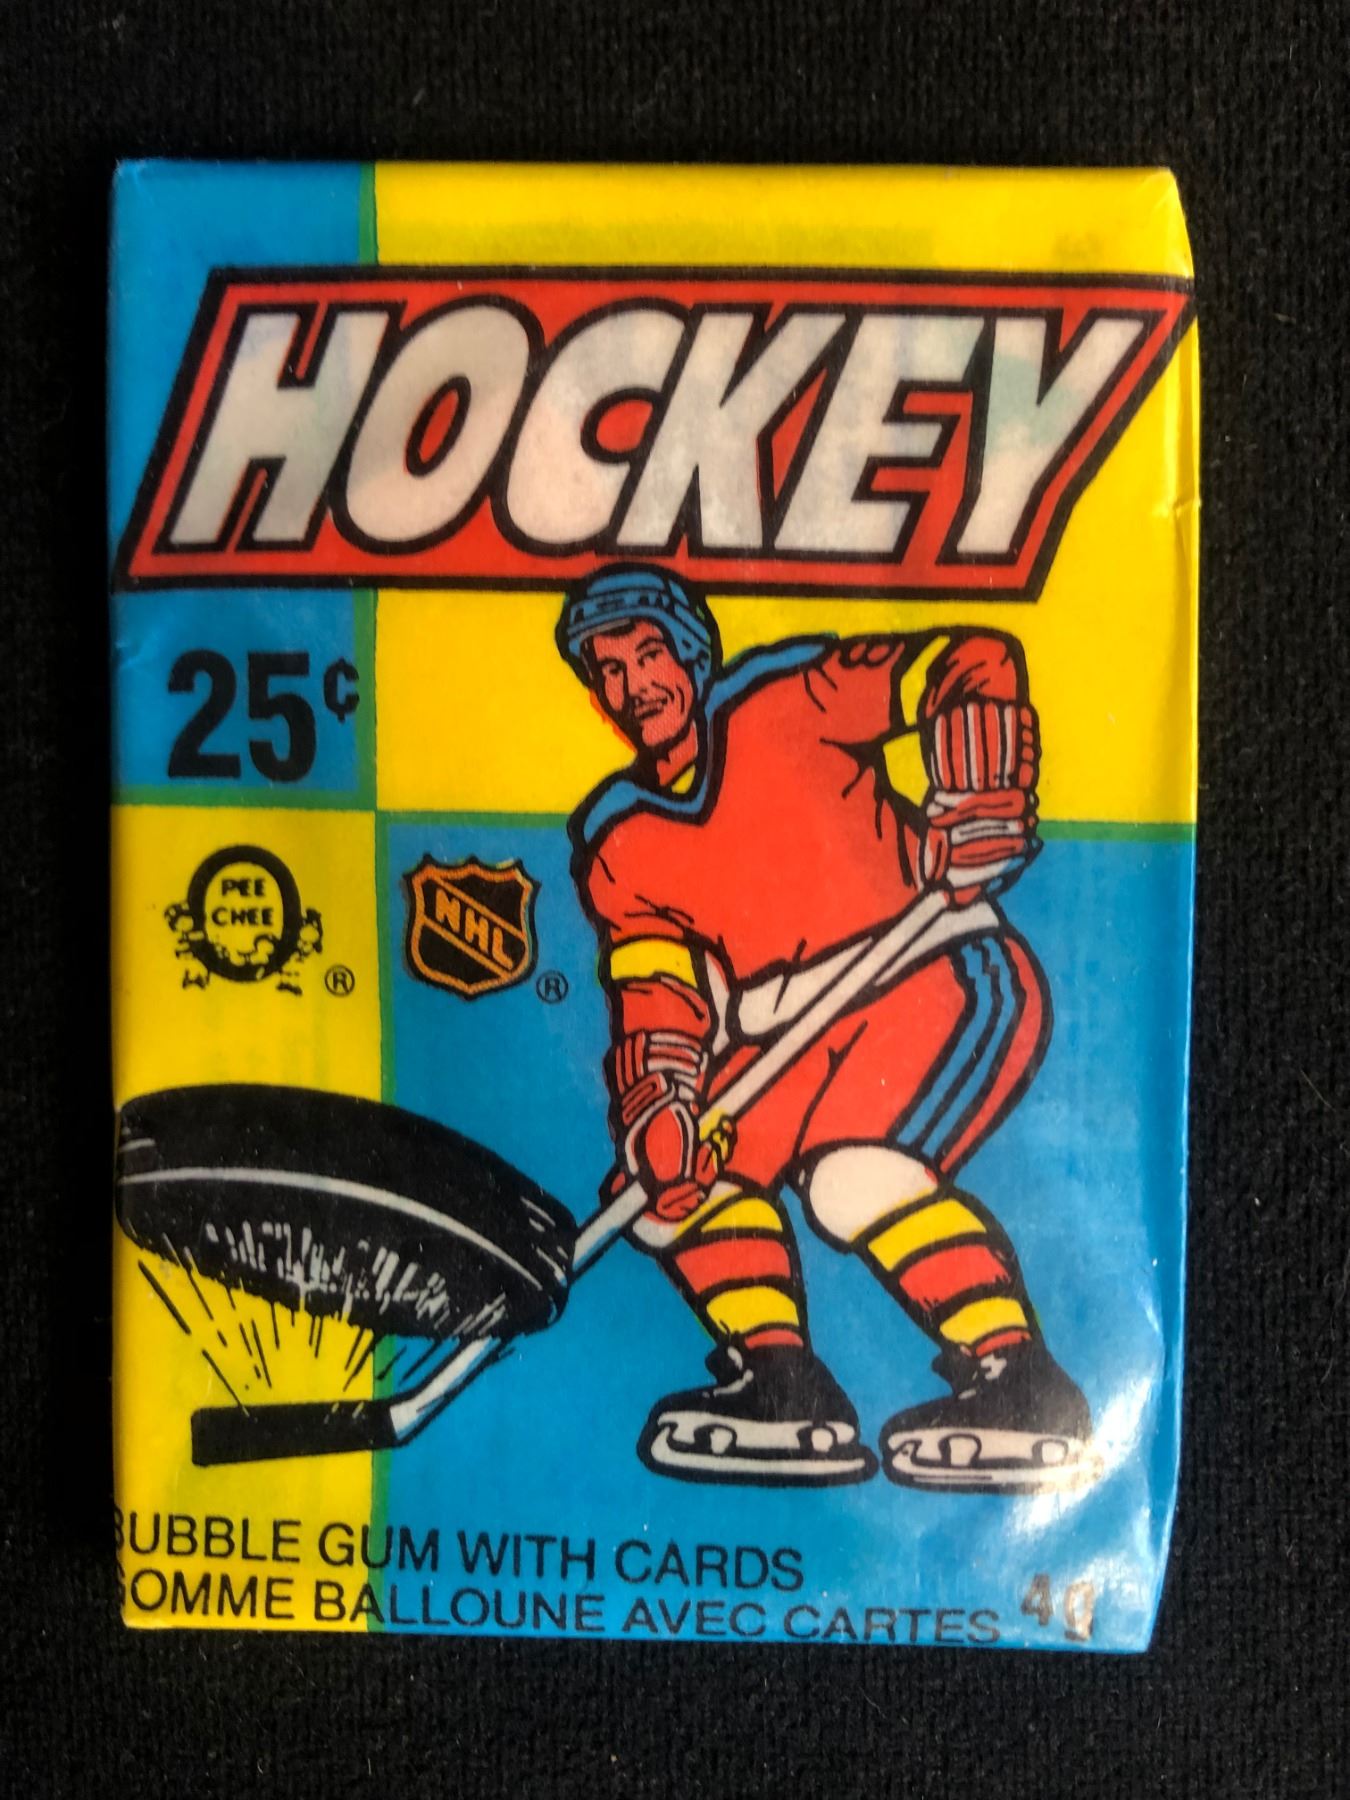 HOCKEY
25¢
PEE
CHEE
®
NHL
®
BUBBLE GUM WITH CARDS
GOMME BALLOUNE AVEC CARTES 4g